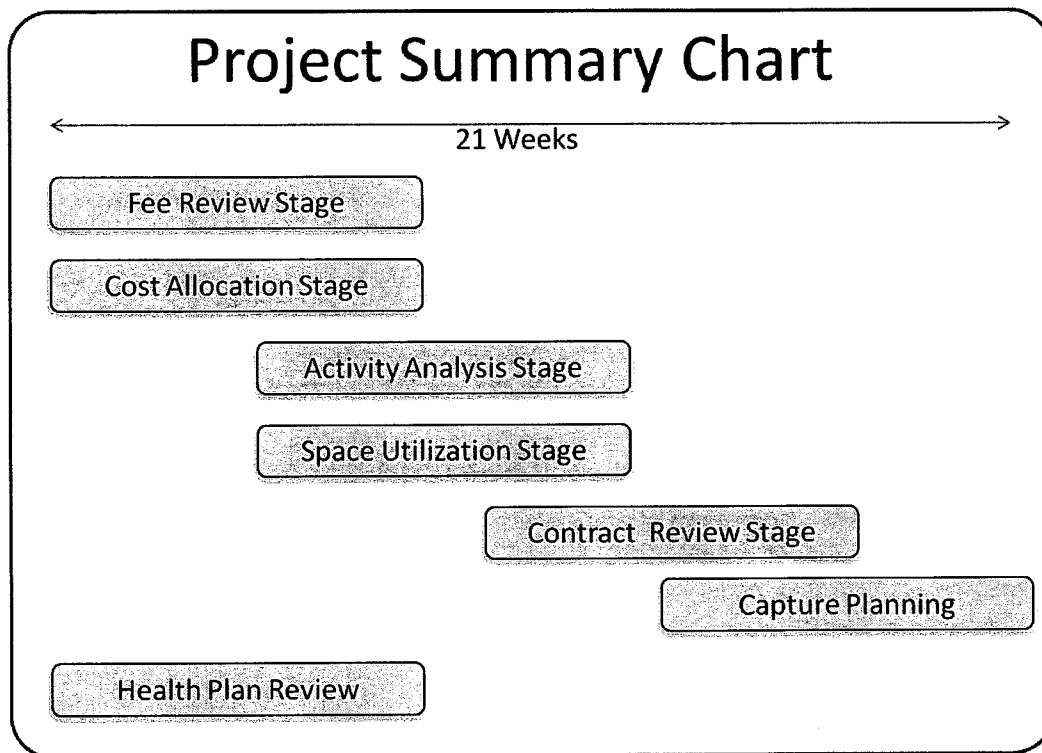 Project Summary Chart
21 Weeks
Fee Review Stage
Cost Allocation Stage
Activity Analysis Stage
Space Utilization Stage
Contract  Review Stage
Capture Planning
Health Plan Review